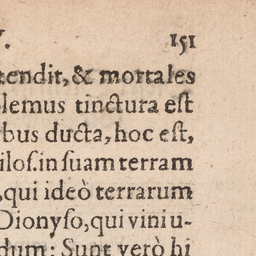 151
tendit, & mortales
lemus tinctura est
bus ducta, hoc est,
ilos. in suam terram
, qui ideò terrarum
Dionyso, qui vini u-
dum: Sunt verò hi